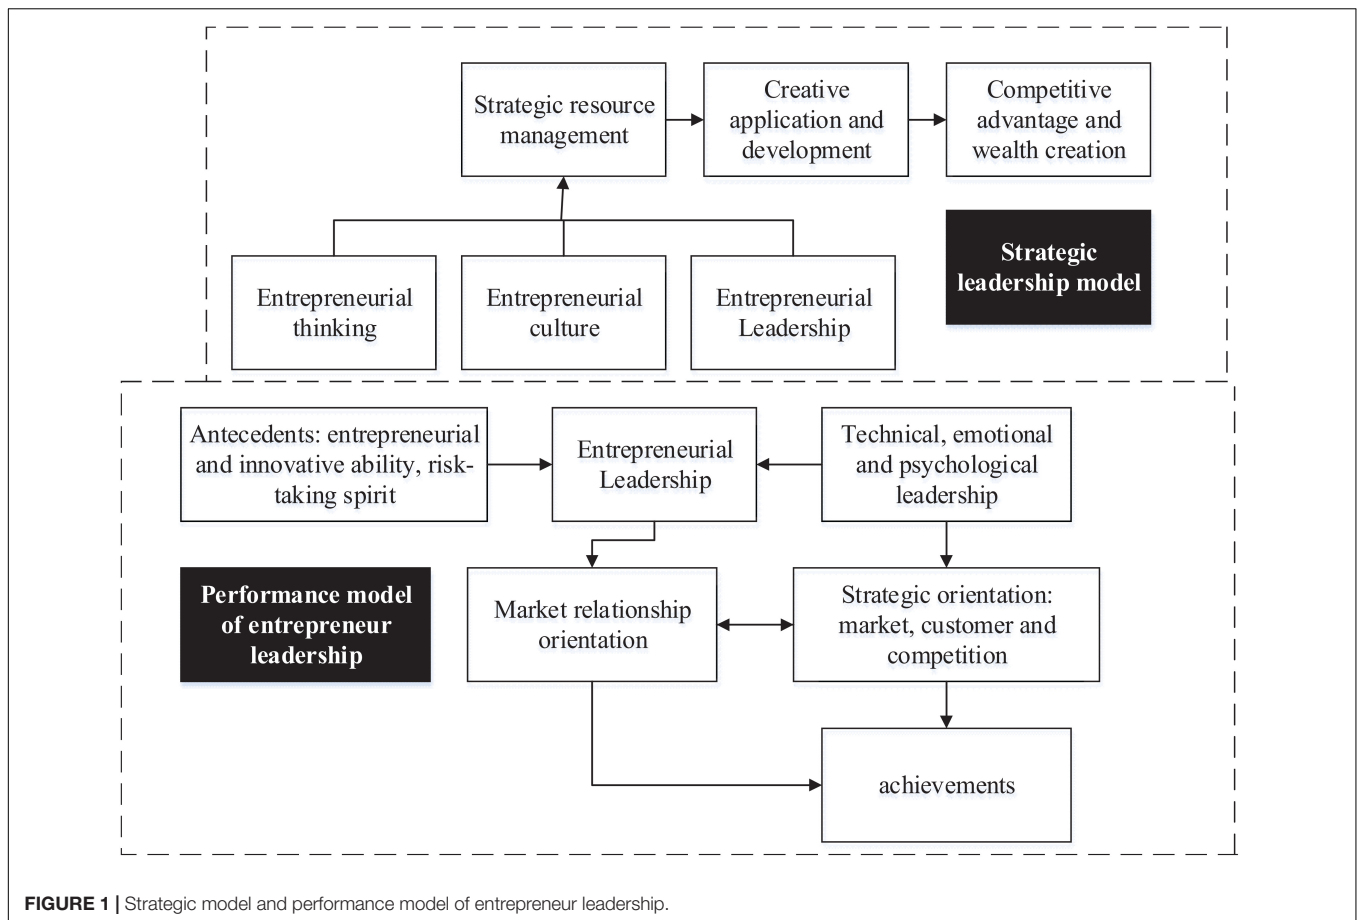 Strategic resource
management
Creative
application and
development
Competitive
advantage and
wealth creation
Strategic
leadership model
Entrepreneurial
thinking
Entrepreneurial
culture
Entrepreneurial
Leadership
Antecedents: entrepreneurial
and innovative ability, risk-
taking spirit
Entrepreneurial
Leadership
Technical, emotional
and psychological
leadership
Performance model
of entrepreneur
leadership
Market relationship
orientation
Strategic orientation:
market, customer and
competition
achievements
FIGURE 1 | Strategic model and performance model of entrepreneur leadership.